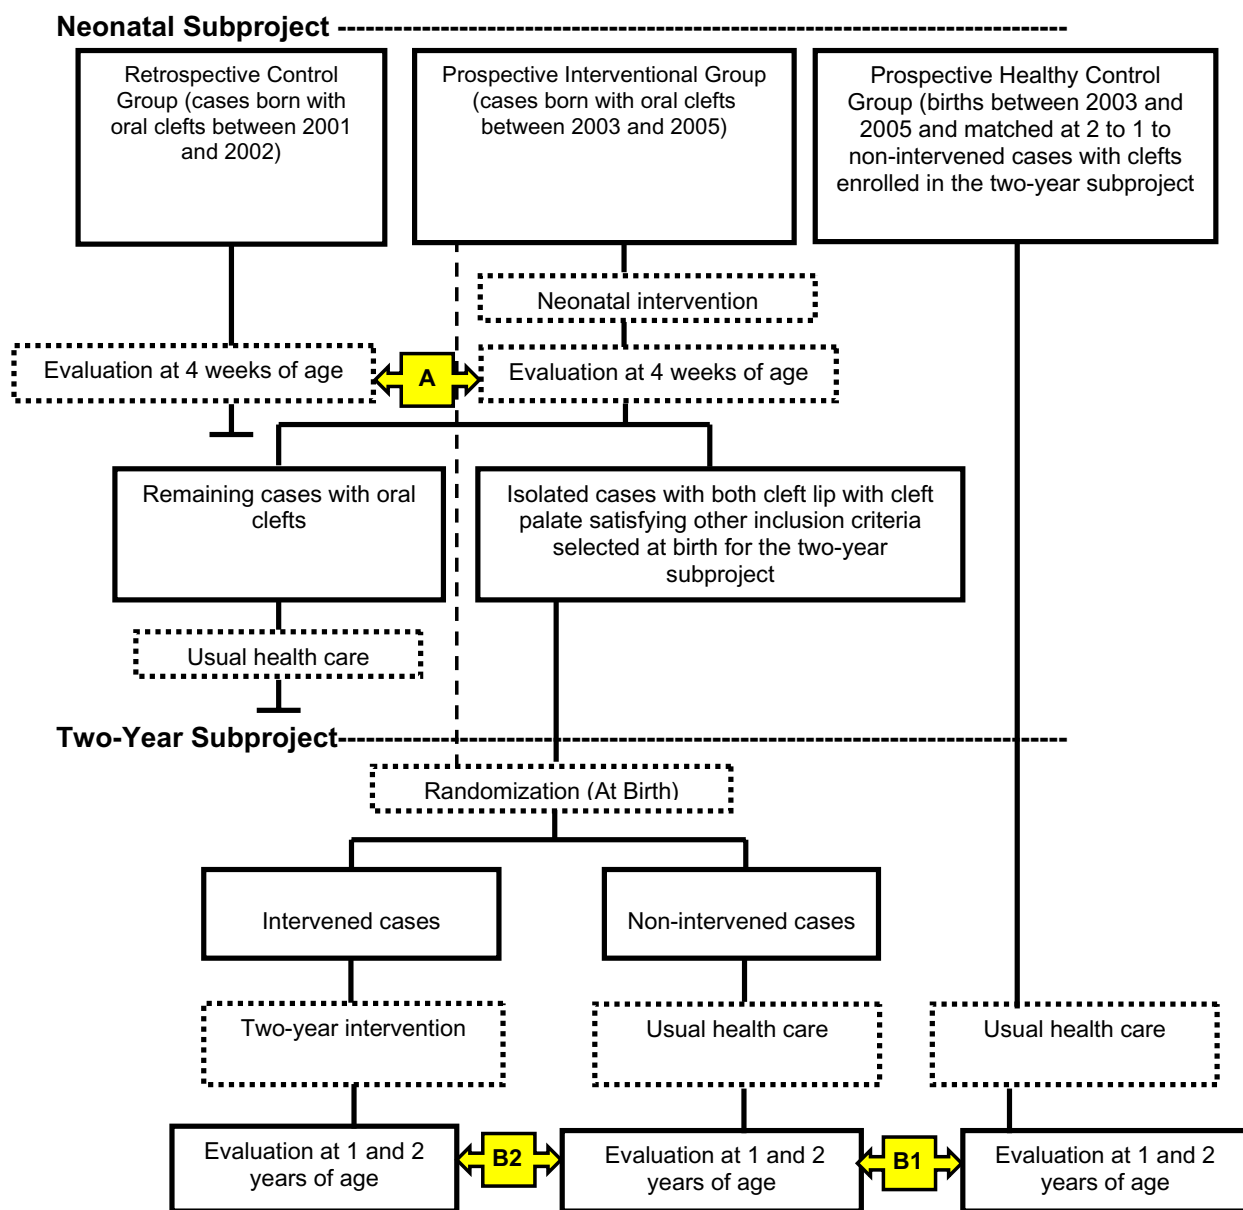 Neonatal Subproject
Retrospective Control
Group (cases born with
oral clefts between 2001
and 2002)
Prospective Interventional Group
(cases born with oral clefts
between 2003 and 2005)
Prospective Healthy Control
Group (births between 2003 and
2005 and matched at 2 to 1 to
non-intervened cases with clefts
enrolled in the two-year subproject
Neonatal intervention
Evaluation at 4 weeks of age
A
Evaluation at 4 weeks of age
Remaining cases with oral
clefts
Isolated cases with both cleft lip with cleft
palate satisfying other inclusion criteria
selected at birth for the two-year
subproject
Usual health care
Two-Year Subproject
Randomization (At Birth)
Intervened cases
Non-intervened cases
Two-year intervention
Usual health care
Usual health care
Evaluation at 1 and 2
years of age
B2
Evaluation at 1 and 2
years of age
B1
Evaluation at 1 and 2
years of age